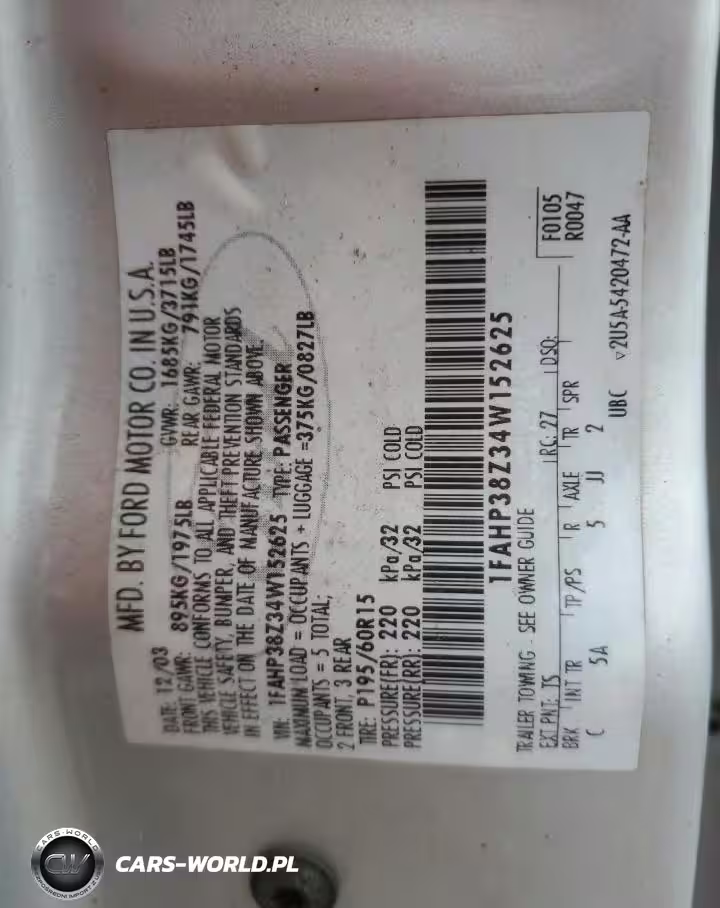 MFD. BY FORD MOTOR CO. IN U.S.A.
DATE: 12/03 GVWR: 1685KG/3715LB
FRONT GAWR: 895KG/1975LB REAR GAWR: 791KG/1745LB
THIS VEHICLE CONFORMS TO ALL APPLICABLE FEDERAL MOTOR
VEHICLE SAFETY, BUMPER, AND THEFT PREVENTION STANDARDS
IN EFFECT ON THE DATE OF MANUFACTURE SHOWN ABOVE.
VIN: 1FAHP38Z34W152625 TYPE: PASSENGER
MAXIMUM LOAD = OCCUPANTS + LUGGAGE =375KG/0827LB
OCCUPANTS = 5 TOTAL;
2 FRONT, 3 REAR
TIRE: P195/60R15
PRESSURE(FR): 220 kPa/32 PSI COLD
PRESSURE(RR): 220 kPa/32 PSI COLD
1FAHP38Z34W152625
F0105
R0047
TRAILER TOWING - SEE OWNER GUIDE
EXT PNT: TS RC: 27 DSO:
BRK INT TR TP/PS R AXLE TR SPR
C 5A 5 JJ 2
UBC v2U5A-5420472-AA
CARS-WORLD
CW
CARS-WORLD.PL